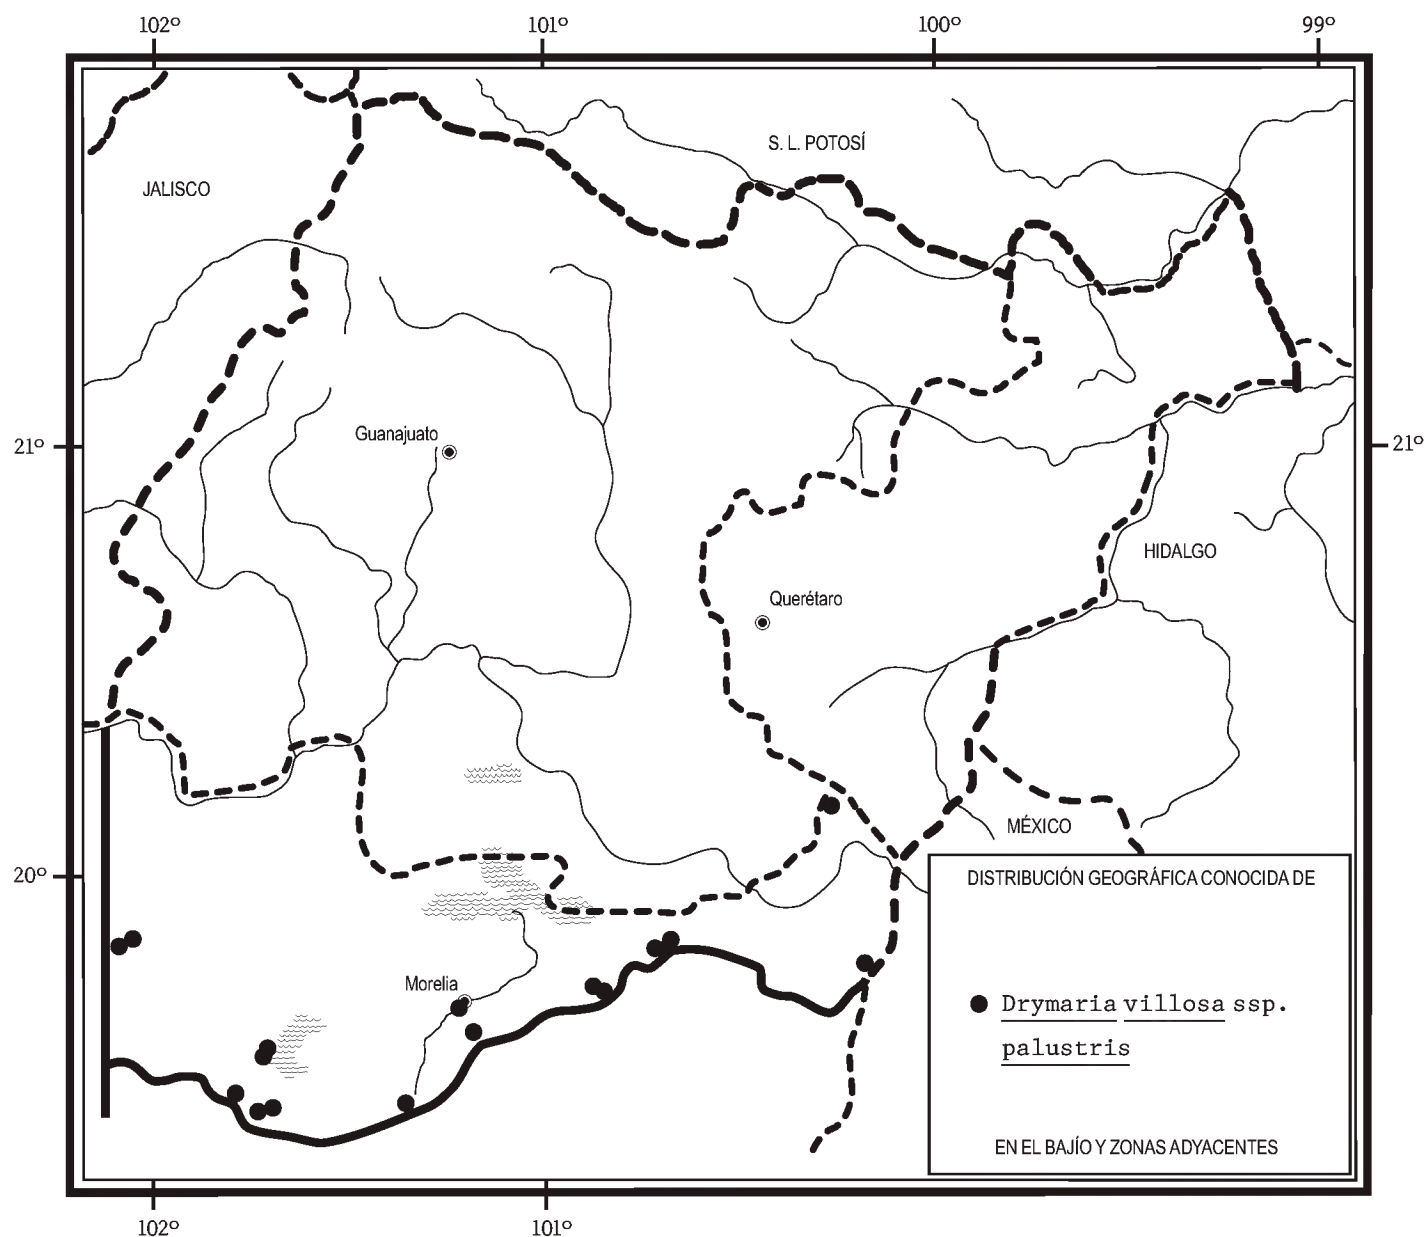 102º 101º 100º 99º
S. L. POTOSÍ
JALISCO
Guanajuato
21º 21º
HIDALGO
Querétaro
MÉXICO
20º
DISTRIBUCIÓN GEOGRÁFICA CONOCIDA DE
Morelia
Drymaria villosa ssp.
palustris
EN EL BAJÍO Y ZONAS ADYACENTES
102º 101º